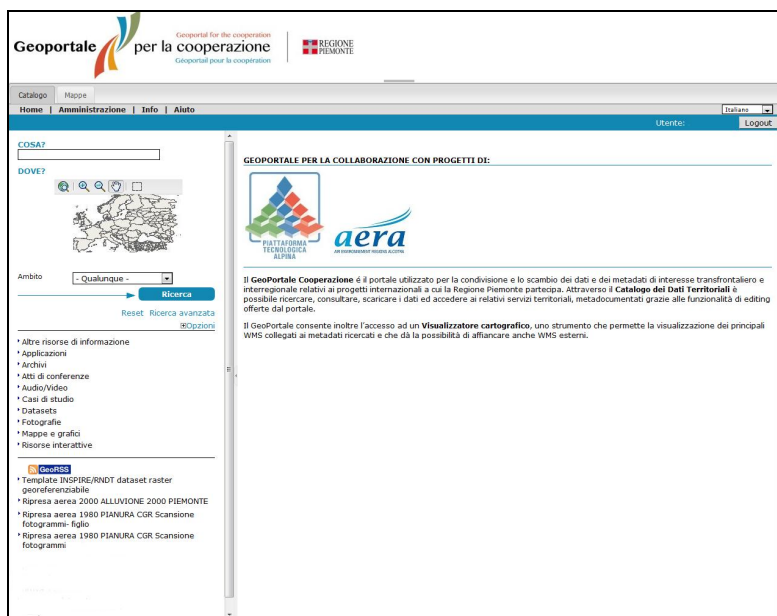 Geoportal for the cooperation
Geoportale per la cooperazione
Géoportail pour la coopération
REGIONE
PIEMONTE
Catalogo Mappe
Home | Amministrazione | Info | Aiuto
Italiano
Utente: Logout
COSA?
DOVE?
Ambito - Qualunque -
Ricerca
Reset Ricerca avanzata
Opzioni
Altre risorse di informazione
Applicazioni
Archivi
Atti di conferenze
Audio/Video
Casi di studio
Datasets
Fotografie
Mappe e grafici
Risorse interattive
GeoRSS
Template INSPIRE/RNDT dataset raster
georeferenziabile
Ripresa aerea 2000 ALLUVIONE 2000 PIEMONTE
Ripresa aerea 1980 PIANURA CGR Scansione
fotogrammi- figlio
Ripresa aerea 1980 PIANURA CGR Scansione
fotogrammi
GEOPORTALE PER LA COLLABORAZIONE CON PROGETTI DI:
PIATTAFORMA
TECNOLOGICA
ALPINA
aera
Il GeoPortale Cooperazione é il portale utilizzato per la condivisione e lo scambio dei dati e dei metadati di interesse transfrontaliero e
interregionale relativi ai progetti internazionali a cui la Regione Piemonte partecipa. Attraverso il Catalogo dei Dati Territoriali è
possibile ricercare, consultare, scaricare i dati ed accedere ai relativi servizi territoriali, metadocumentati grazie alle funzionalità di editing
offerte dal portale.
Il GeoPortale consente inoltre l'accesso ad un Visualizzatore cartografico, uno strumento che permette la visualizzazione dei principali
WMS collegati ai metadati ricercati e che dà la possibilità di affiancare anche WMS esterni.